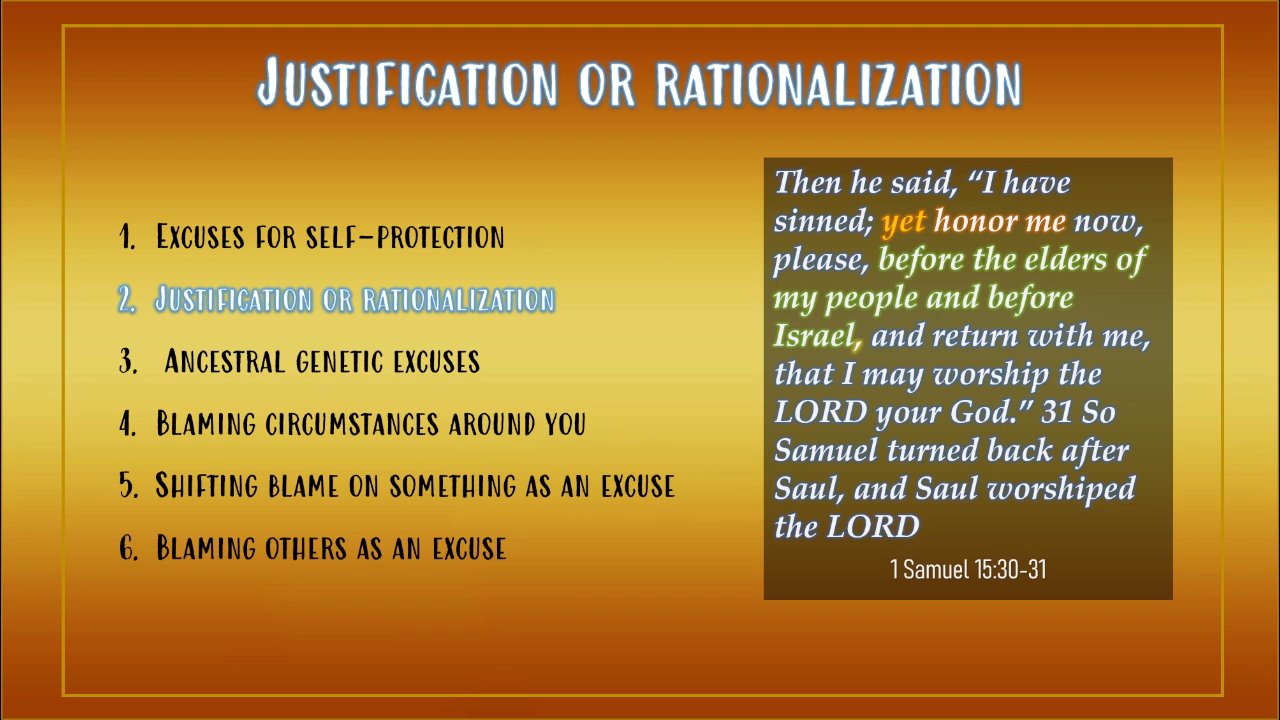 Justification or rationalization
1. Excuses for self-protection
2. Justification or rationalization
3. Ancestral genetic excuses
4. Blaming circumstances around you
5. Shifting blame on something as an excuse
6. Blaming others as an excuse
Then he said, “I have
sinned; yet honor me now,
please, before the elders of
my people and before
Israel, and return with me,
that I may worship the
LORD your God.” 31 So
Samuel turned back after
Saul, and Saul worshiped
the LORD
1 Samuel 15:30-31